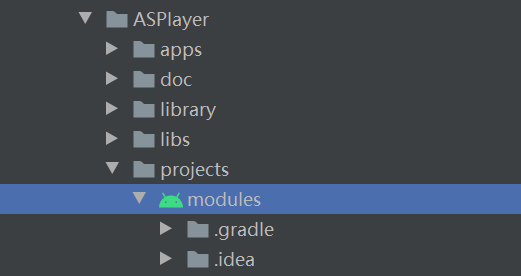 ASPlayer
apps
doc
library
libs
projects
modules
.gradle
.idea